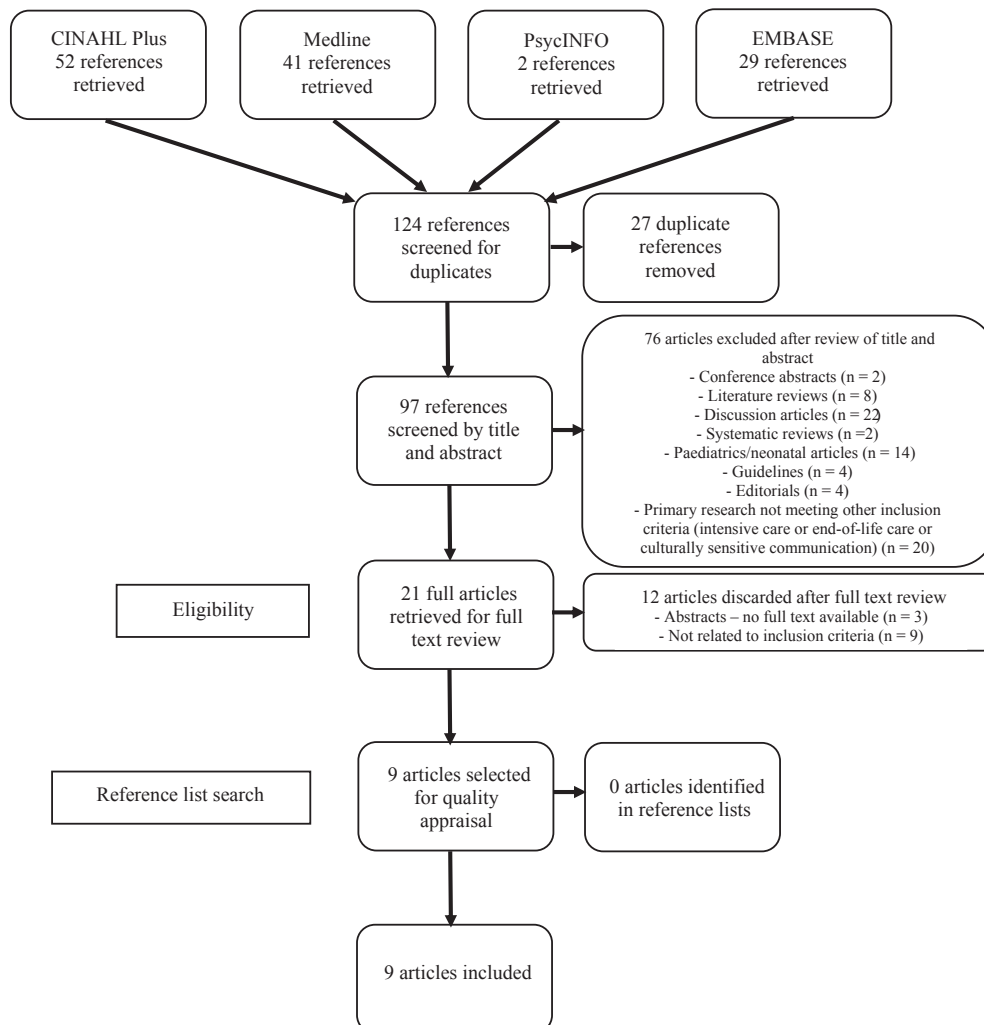 CINAHL Plus
52 references
retrieved
Medline
41 references
retrieved
PsycINFO
2 references
retrieved
EMBASE
29 references
retrieved
124 references
screened for
duplicates
27 duplicate
references
removed
97 references
screened by title
and abstract
76 articles excluded after review of title and
abstract
- Conference abstracts (n = 2)
- Literature reviews (n = 8)
- Discussion articles (n = 22)
- Systematic reviews (n =2)
- Paediatrics/neonatal articles (n = 14)
- Guidelines (n = 4)
- Editorials (n = 4)
- Primary research not meeting other inclusion
criteria (intensive care or end-of-life care or
culturally sensitive communication) (n = 20)
Eligibility
21 full articles
retrieved for full
text review
12 articles discarded after full text review
- Abstracts – no full text available (n = 3)
- Not related to inclusion criteria (n = 9)
Reference list search
9 articles selected
for quality
appraisal
0 articles identified
in reference lists
9 articles included